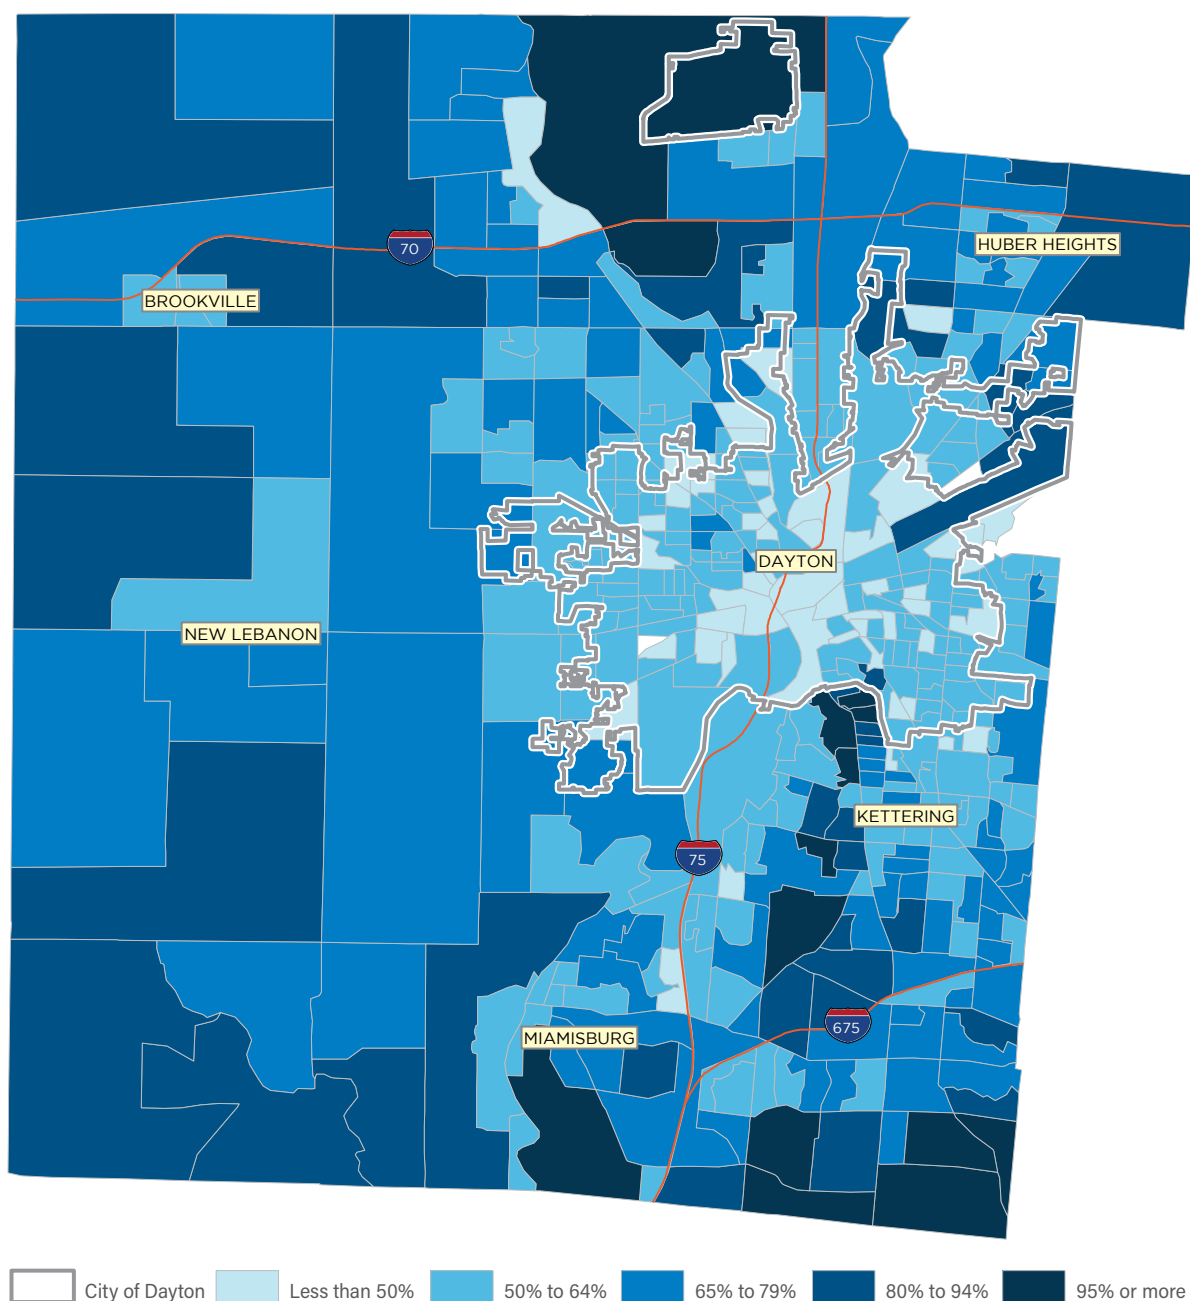 HUBER HEIGHTS
70
BROOKVILLE
DAYTON
NEW LEBANON
KETTERING
75
675
MIAMISBURG
City of Dayton
Less than 50%
50% to 64%
65% to 79%
80% to 94%
95% or more